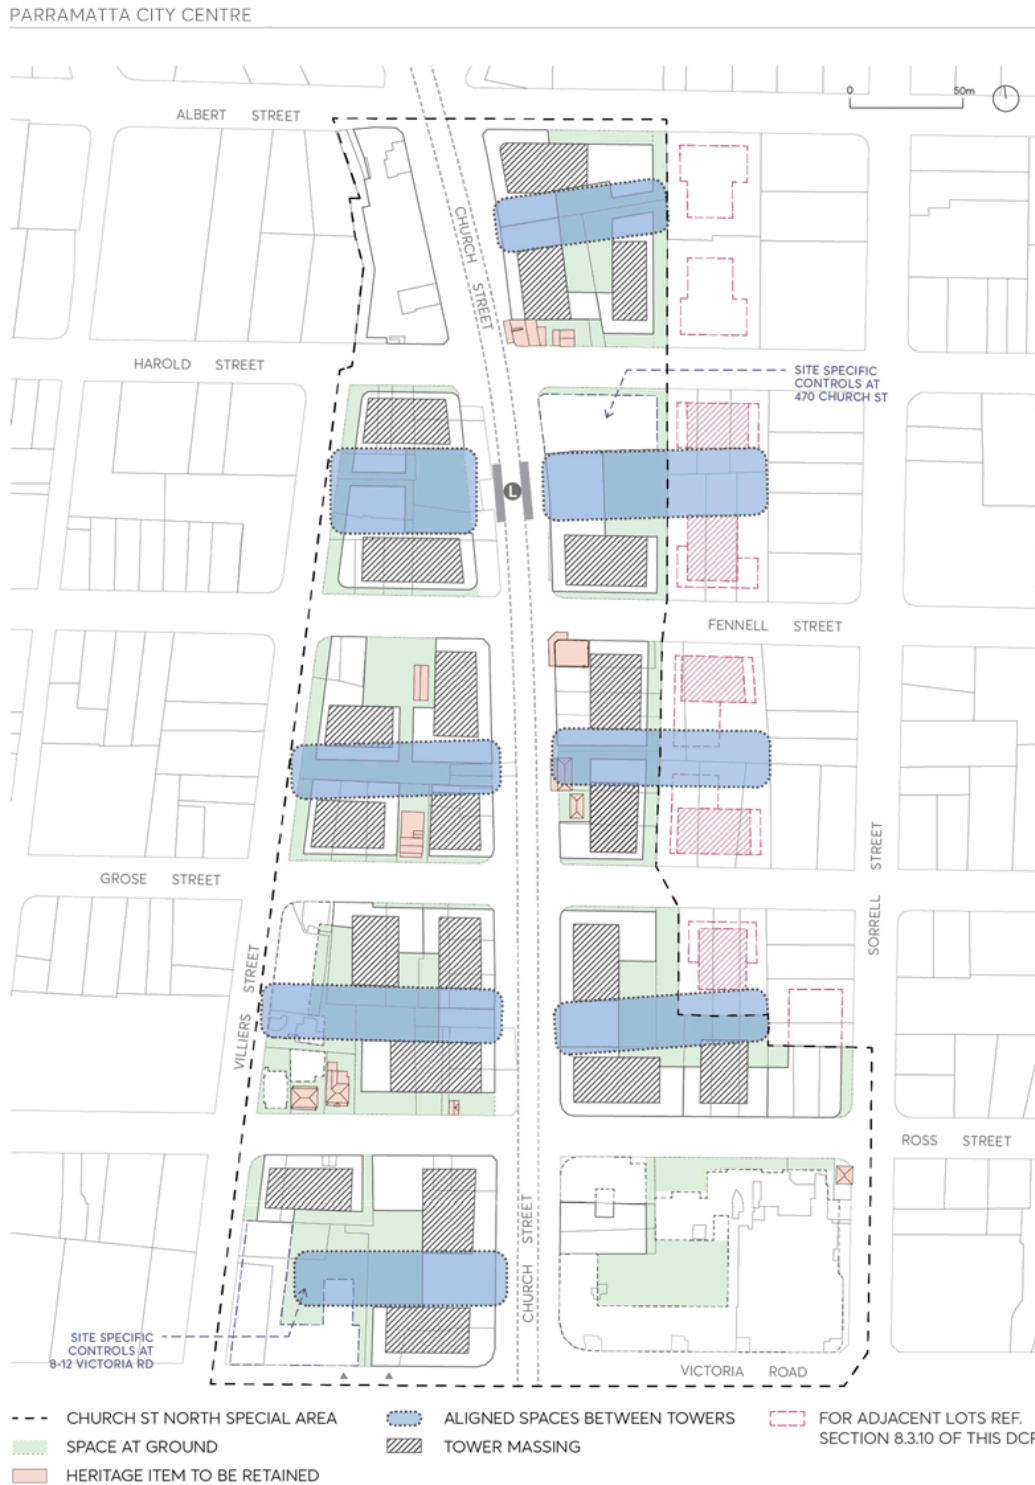 PARRAMATTA CITY CENTRE
0 50m
ALBERT STREET
CHURCH STREET
HAROLD STREET
SITE SPECIFIC
CONTROLS AT
470 CHURCH ST
L
FENNELL STREET
GROSE STREET
SORRELL STREET
VILLIERS STREET
ROSS STREET
CHURCH STREET
SITE SPECIFIC
CONTROLS AT
8-12 VICTORIA RD
VICTORIA ROAD
CHURCH ST NORTH SPECIAL AREA
SPACE AT GROUND
HERITAGE ITEM TO BE RETAINED
ALIGNED SPACES BETWEEN TOWERS
TOWER MASSING
FOR ADJACENT LOTS REF.
SECTION 8.3.10 OF THIS DCP